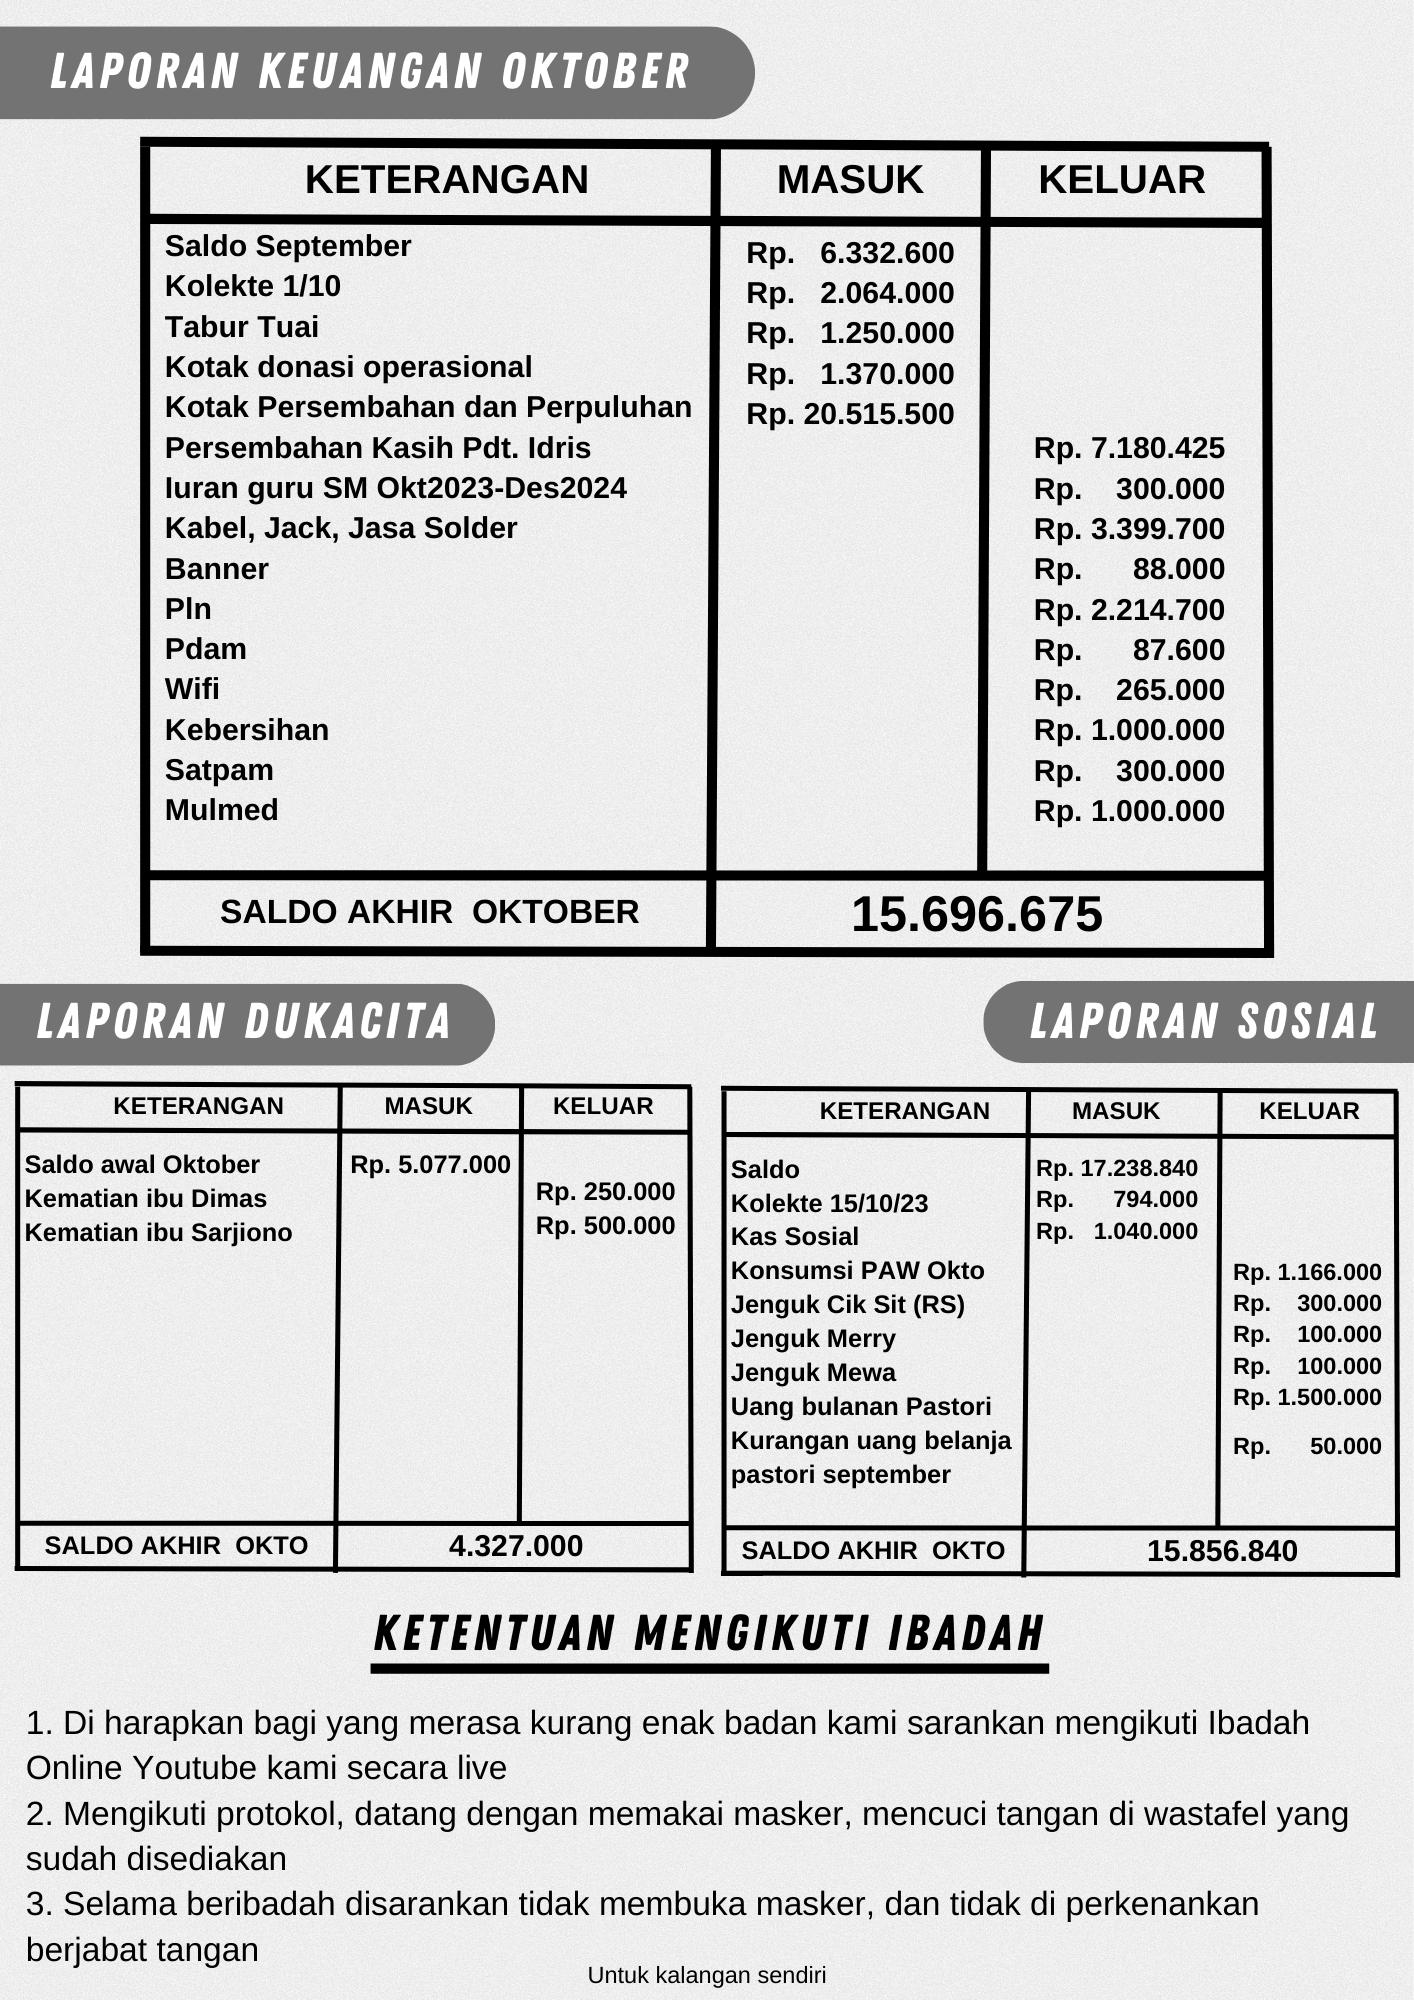 LAPORAN KEUANGAN OKTOBER
KETERANGAN MASUK KELUAR
Saldo September Rp. 6.332.600
Kolekte 1/10 Rp. 2.064.000
Tabur Tuai Rp. 1.250.000
Kotak donasi operasional Rp. 1.370.000
Kotak Persembahan dan Perpuluhan Rp. 20.515.500
Persembahan Kasih Pdt. Idris Rp. 7.180.425
Iuran guru SM Okt2023-Des2024 Rp. 300.000
Kabel, Jack, Jasa Solder Rp. 3.399.700
Banner Rp. 88.000
Pln Rp. 2.214.700
Pdam Rp. 87.600
Wifi Rp. 265.000
Kebersihan Rp. 1.000.000
Satpam Rp. 300.000
Mulmed Rp. 1.000.000
SALDO AKHIR OKTOBER 15.696.675
LAPORAN DUKACITA
KETERANGAN MASUK KELUAR
Saldo awal Oktober Rp. 5.077.000
Kematian ibu Dimas Rp. 250.000
Kematian ibu Sarjiono Rp. 500.000
SALDO AKHIR OKTO 4.327.000
LAPORAN SOSIAL
KETERANGAN MASUK KELUAR
Saldo Rp. 17.238.840
Kolekte 15/10/23 Rp. 794.000
Kas Sosial Rp. 1.040.000
Konsumsi PAW Okto Rp. 1.166.000
Jenguk Cik Sit (RS) Rp. 300.000
Jenguk Merry Rp. 100.000
Jenguk Mewa Rp. 100.000
Uang bulanan Pastori Rp. 1.500.000
Kurangan uang belanja Rp. 50.000
pastori september
SALDO AKHIR OKTO 15.856.840
KETENTUAN MENGIKUTI IBADAH
1. Di harapkan bagi yang merasa kurang enak badan kami sarankan mengikuti Ibadah
Online Youtube kami secara live
2. Mengikuti protokol, datang dengan memakai masker, mencuci tangan di wastafel yang
sudah disediakan
3. Selama beribadah disarankan tidak membuka masker, dan tidak di perkenankan
berjabat tangan
Untuk kalangan sendiri